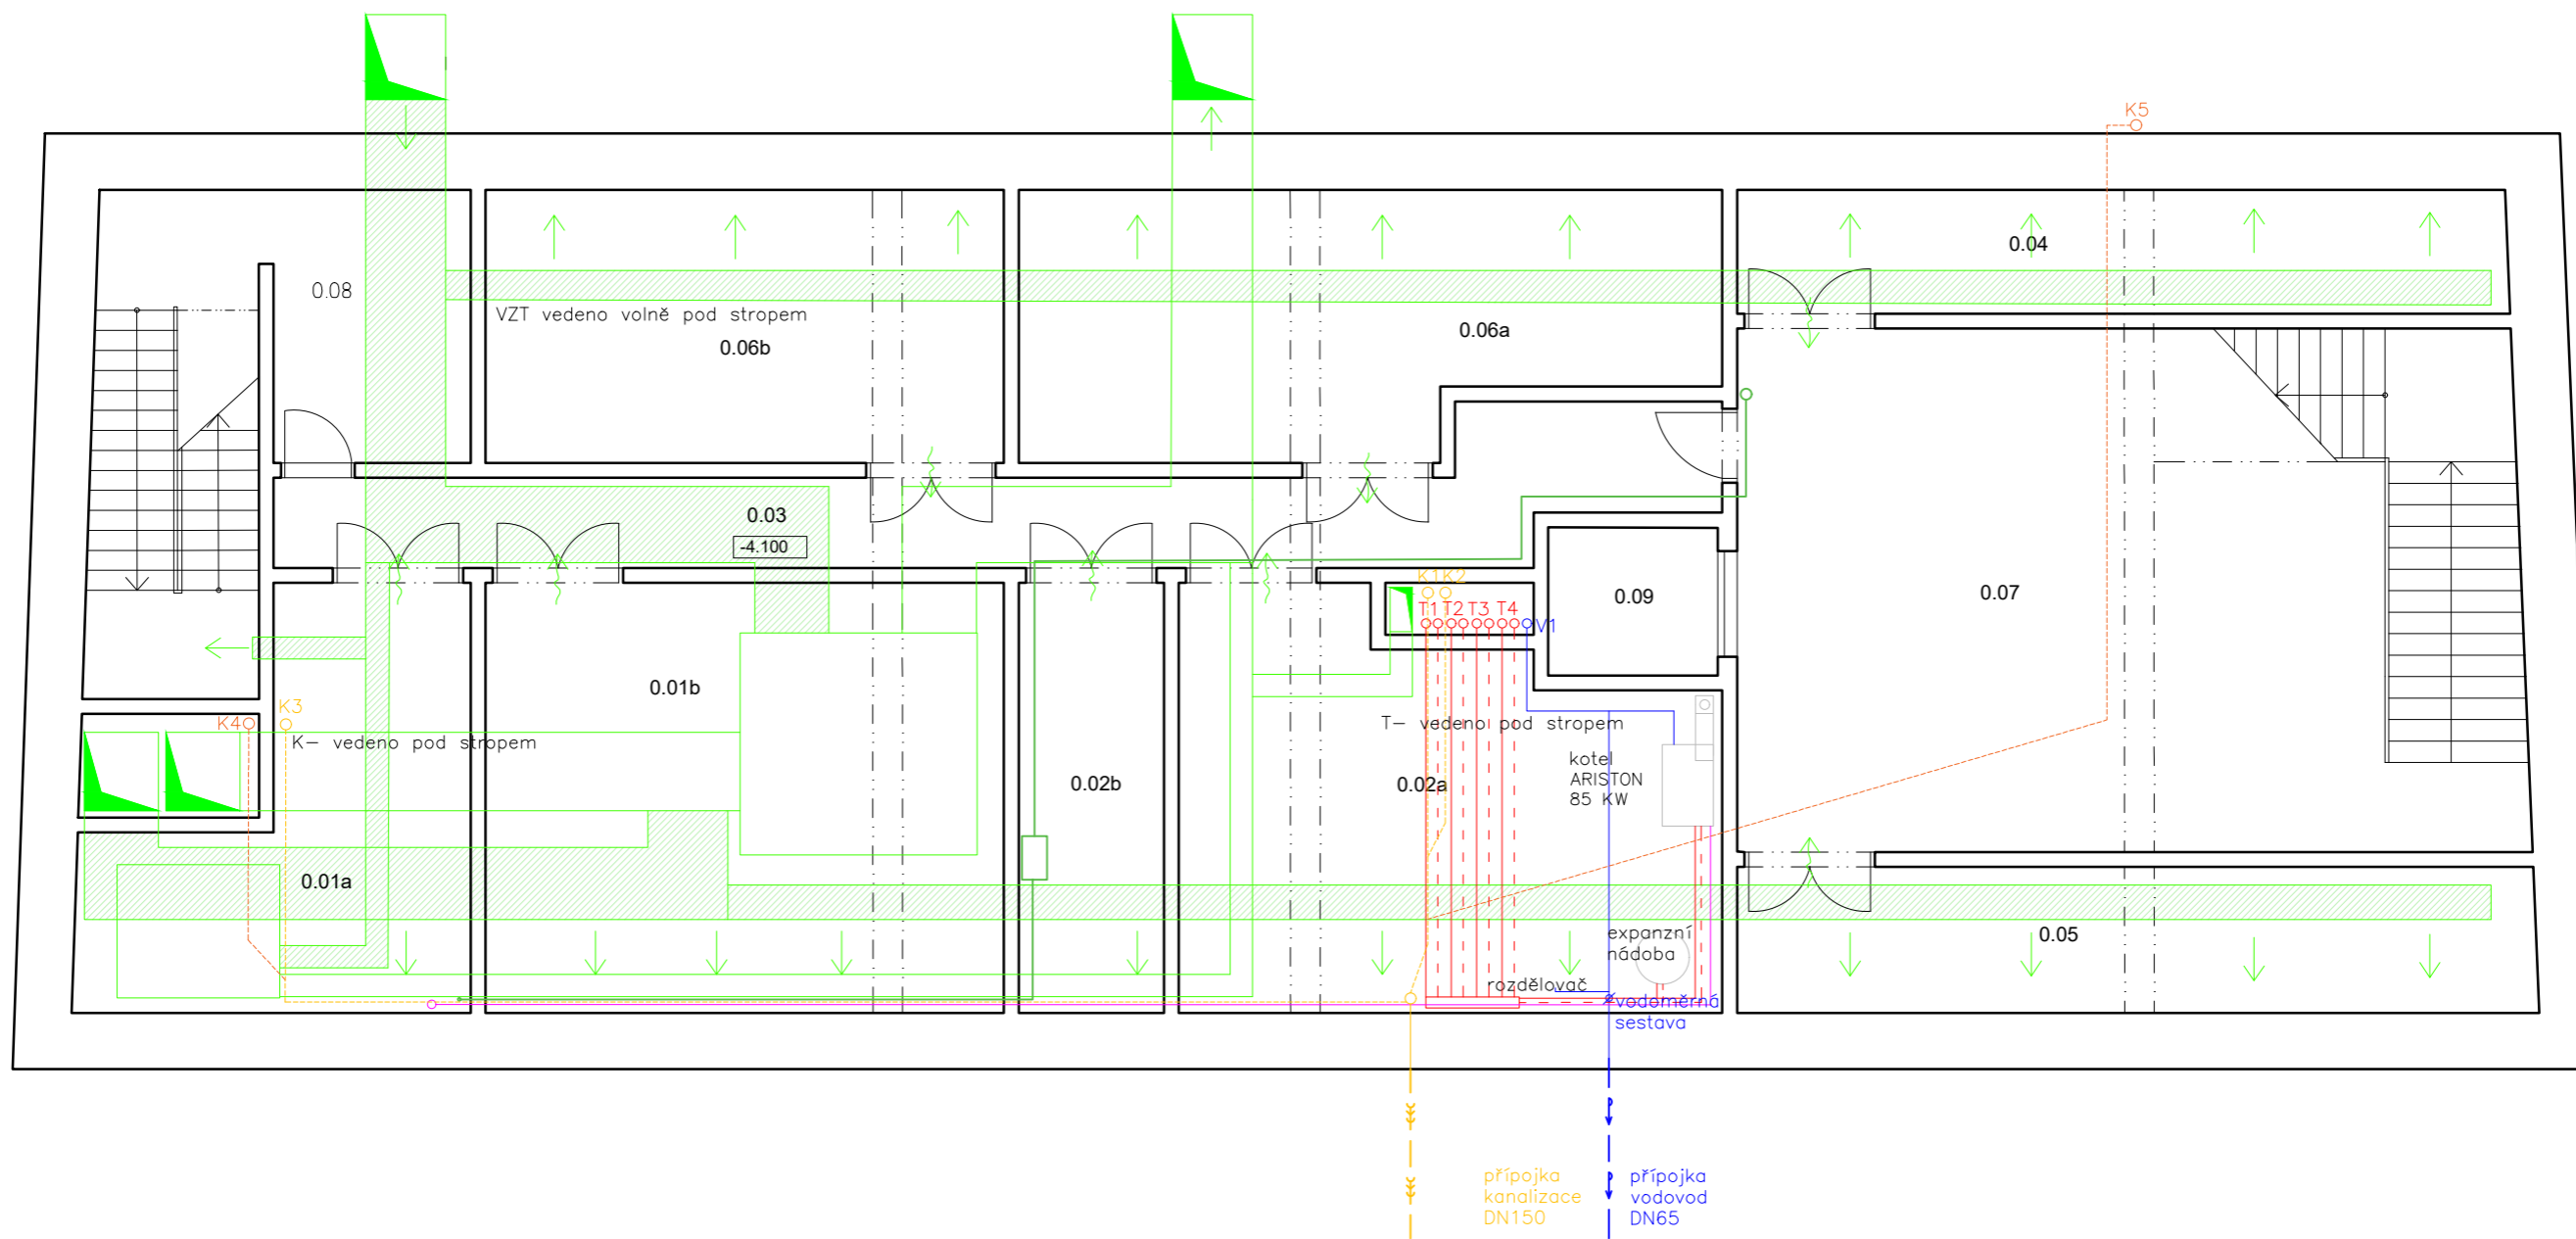 K5
0.04
0.08
VZT vedeno volně pod stropem
0.06a
0.06b
0.03
-4.100
K1
K2
0.09
0.07
T1
T2
T3
T4
V1
0.01b
K3
K4
T- vedeno pod stropem
K- vedeno pod stropem
kotel
ARISTON
85 KW
0.02b
0.02a
0.01a
expanzní
nádoba
0.05
rozdělovač
vodoměrná
sestava
přípojka
kanalizace
DN150
přípojka
vodovod
DN65